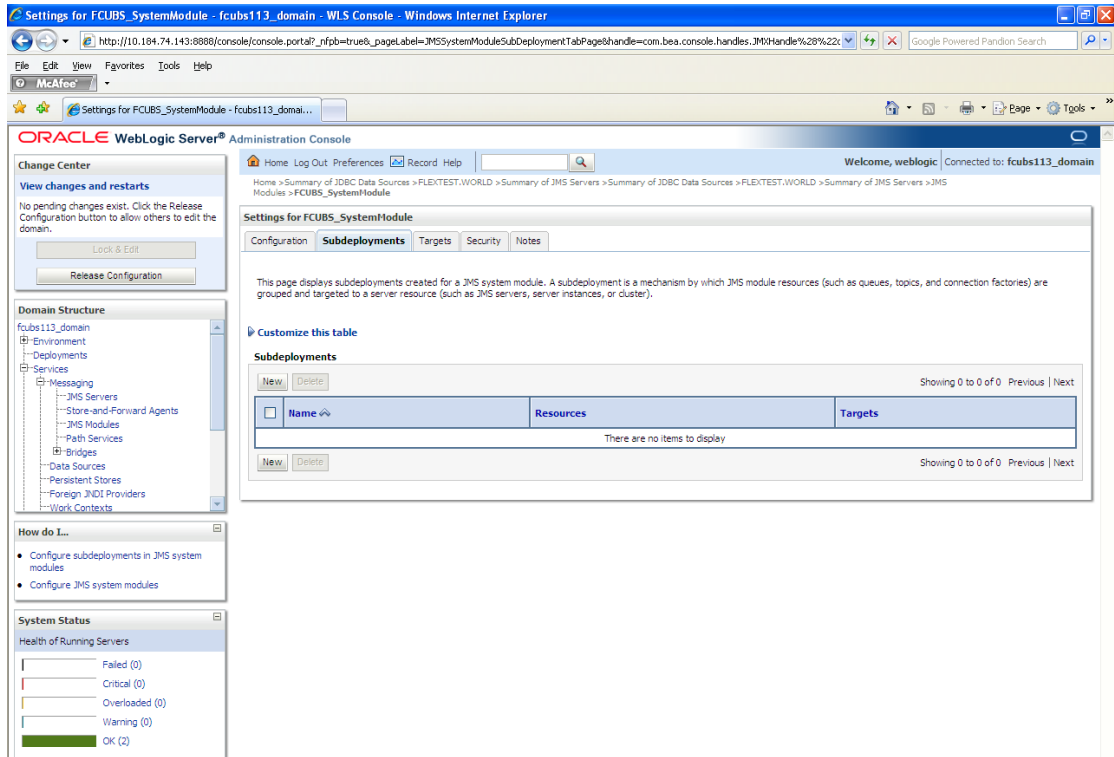 Settings for FCUBS_SystemModule - fcubs113_domain - WLS Console - Windows Internet Explorer
http://10.184.74.143:8888/console/console.portal?_nfpb=true&_pageLabel=JMSSystemModuleSubDeploymentTabPage&handle=com.bea.console.handles.JMXHandle%28%22c
Google Powered Pandion Search
File Edit View Favorites Tools Help
McAfee
Settings for FCUBS_SystemModule - fcubs113_domai...
Page Tools »
ORACLE WebLogic Server® Administration Console
Change Center
View changes and restarts
No pending changes exist. Click the Release
Configuration button to allow others to edit the
domain.
Lock & Edit
Release Configuration
Domain Structure
fcubs113_domain
Environment
Deployments
Services
Messaging
JMS Servers
Store-and-Forward Agents
JMS Modules
Path Services
Bridges
Data Sources
Persistent Stores
Foreign JNDI Providers
Work Contexts
How do I...
Configure subdeployments in JMS system
modules
Configure JMS system modules
System Status
Health of Running Servers
Failed (0)
Critical (0)
Overloaded (0)
Warning (0)
OK (2)
Home Log Out Preferences Record Help
Welcome, weblogic Connected to: fcubs113_domain
Home >Summary of JDBC Data Sources >FLEXTEST.WORLD >Summary of JMS Servers >Summary of JDBC Data Sources >FLEXTEST.WORLD >Summary of JMS Servers >JMS
Modules >FCUBS_SystemModule
Settings for FCUBS_SystemModule
Configuration Subdeployments Targets Security Notes
This page displays subdeployments created for a JMS system module. A subdeployment is a mechanism by which JMS module resources (such as queues, topics, and connection factories) are
grouped and targeted to a server resource (such as JMS servers, server instances, or cluster).
Customize this table
Subdeployments
New Delete Showing 0 to 0 of 0 Previous | Next
Name Resources Targets
There are no items to display
New Delete Showing 0 to 0 of 0 Previous | Next